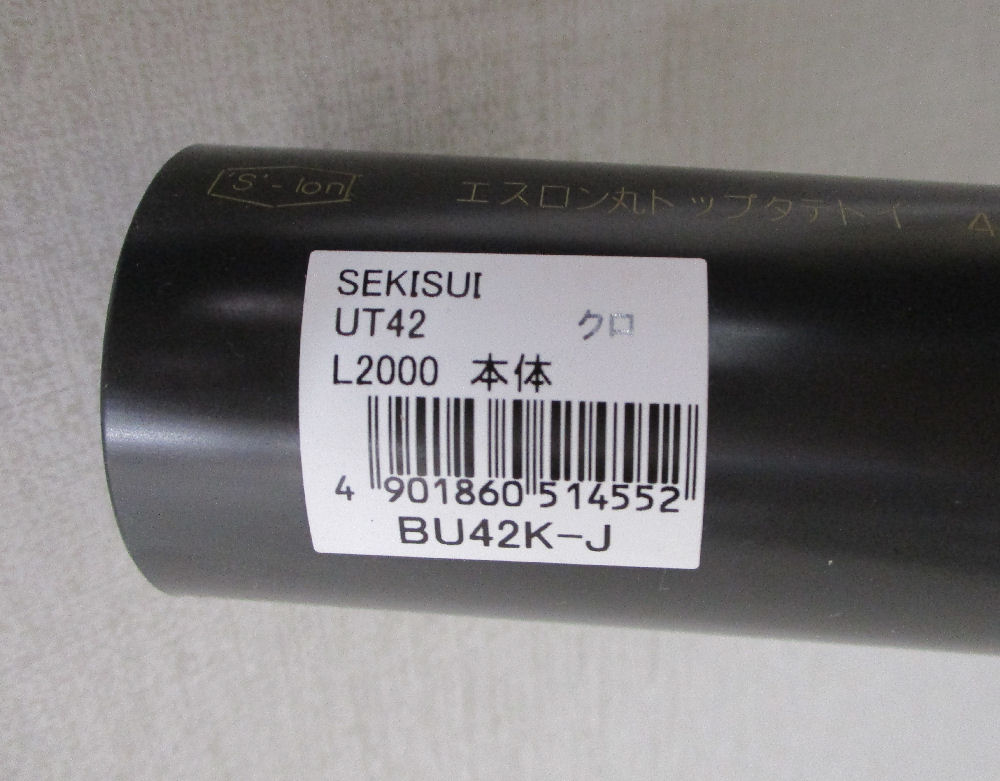 'S'-lon エスロン丸トップタテトイ
SEKISUI
UT42 クロ
L2000 本体
4 901860 514552
BU42K-J